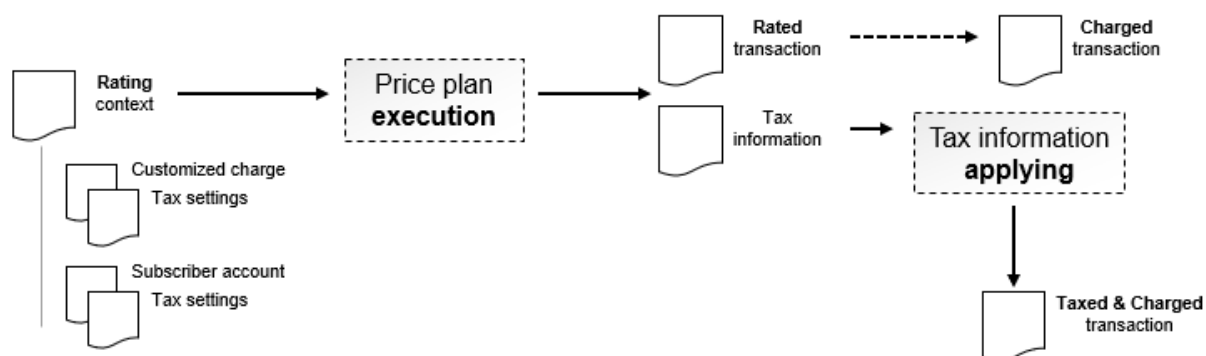 Rating
context
Customized charge
Tax settings
Subscriber account
Tax settings
Price plan
execution
Rated
transaction
Charged
transaction
Tax
information
Tax information
applying
Taxed & Charged
transaction